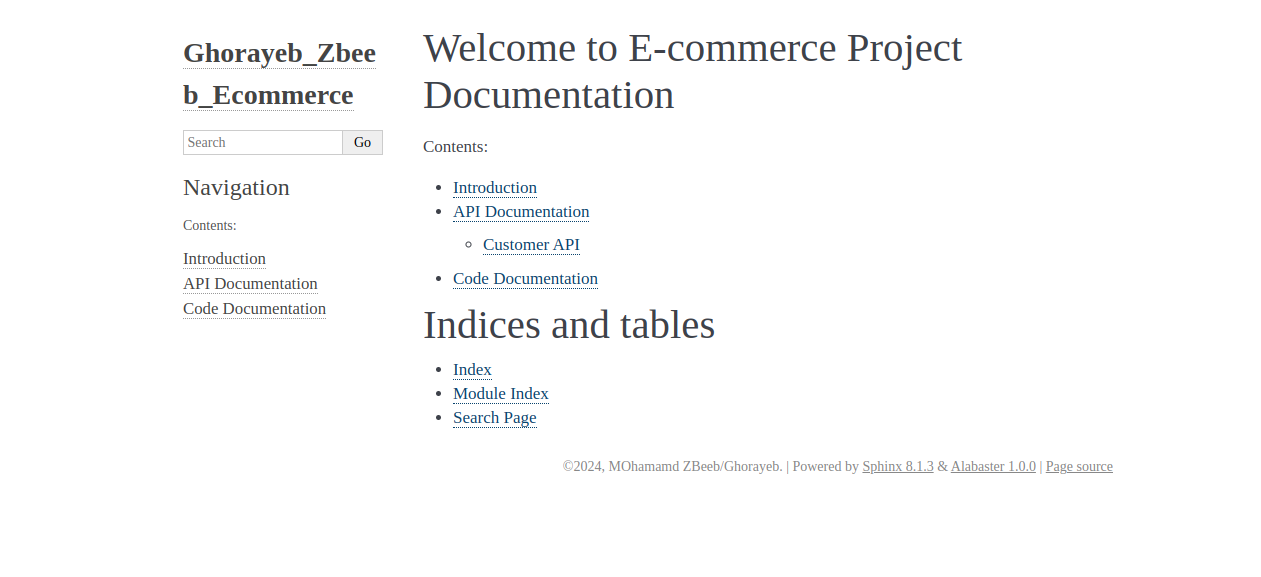 Ghorayeb_Zbee
b_Ecommerce
Search
Go
Navigation
Contents:
Introduction
API Documentation
Code Documentation
Welcome to E-commerce Project
Documentation
Contents:
Introduction
API Documentation
Customer API
Code Documentation
Indices and tables
Index
Module Index
Search Page
©2024, MOhamamd ZBeeb/Ghorayeb. | Powered by Sphinx 8.1.3 & Alabaster 1.0.0 | Page source